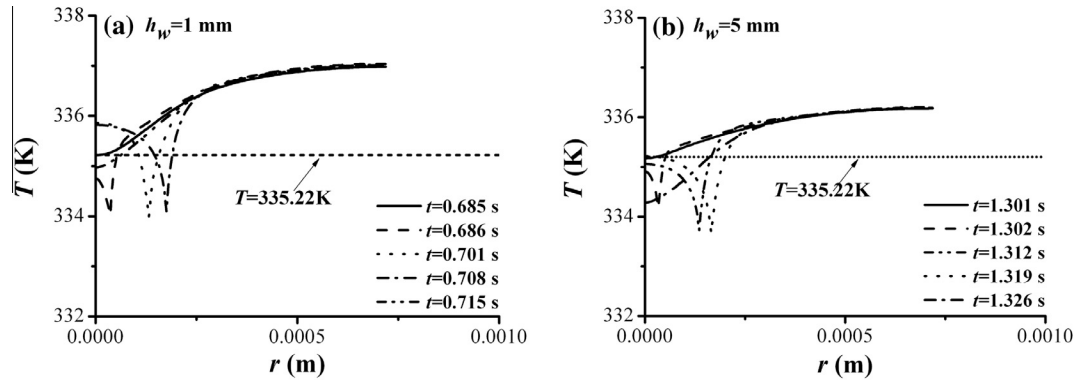 (a) h_w=1 mm
338
336
334
332
T (K)
T=335.22K
t=0.685 s
t=0.686 s
t=0.701 s
t=0.708 s
t=0.715 s
0.0000 0.0005 0.0010
r (m)
(b) h_w=5 mm
338
336
334
332
T (K)
T=335.22K
t=1.301 s
t=1.302 s
t=1.312 s
t=1.319 s
t=1.326 s
0.0000 0.0005 0.0010
r (m)